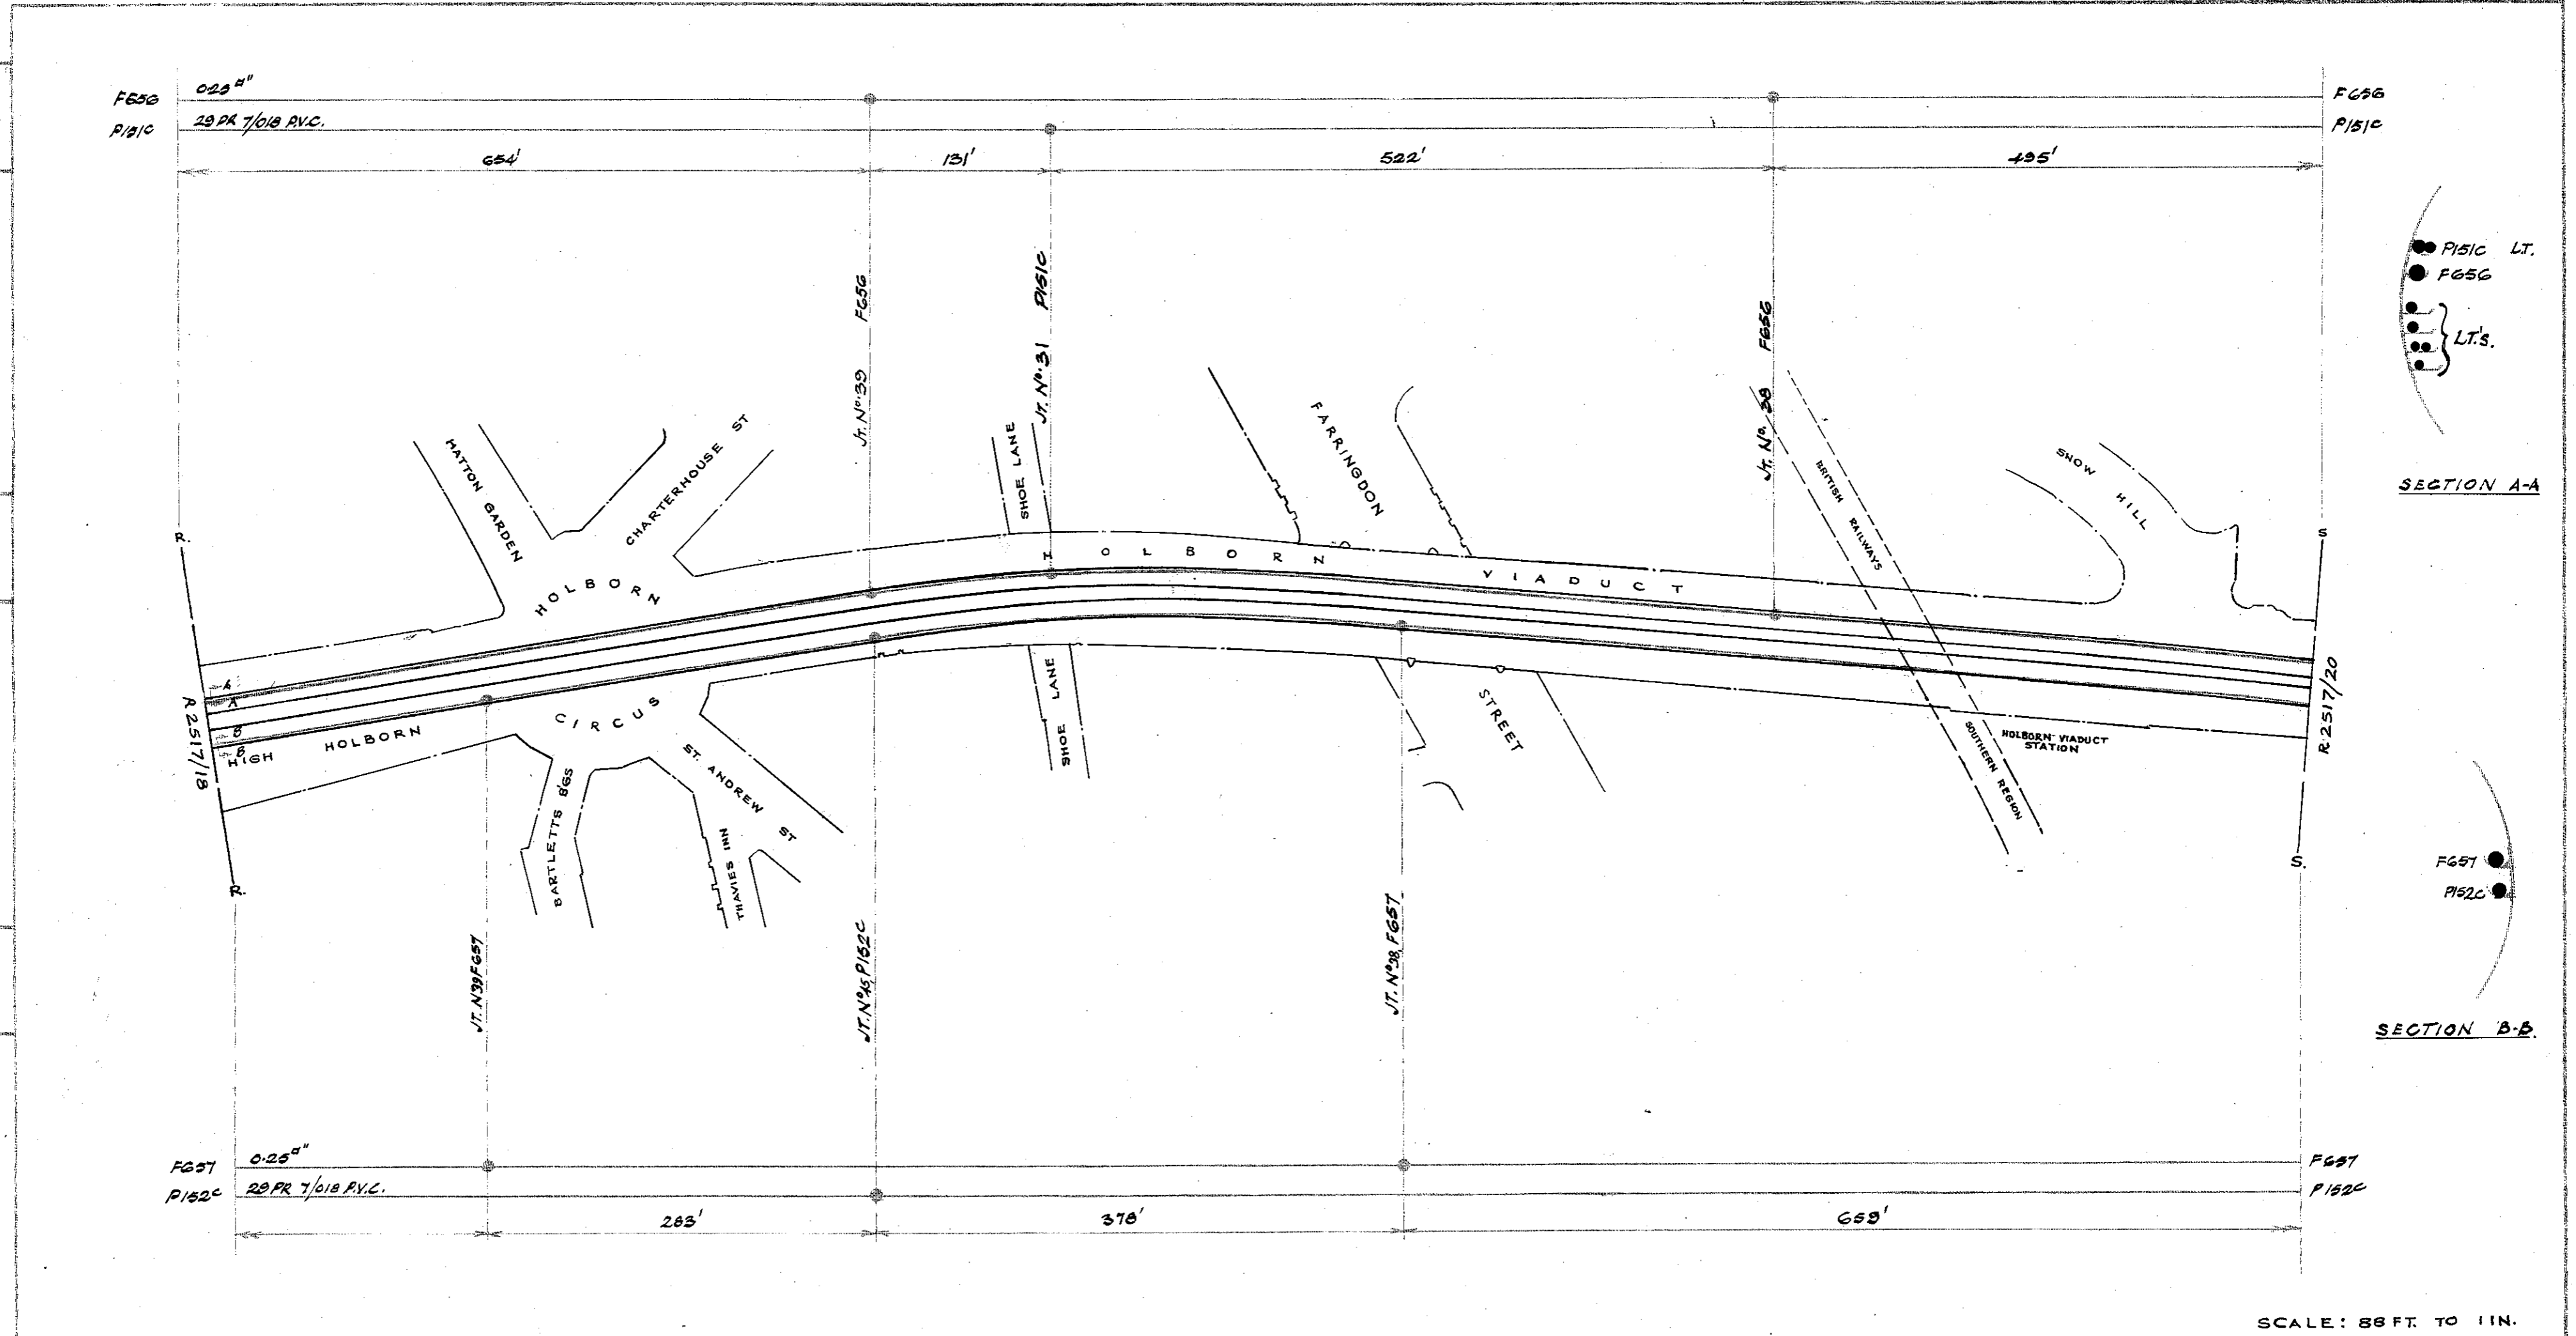 F656 0.25□" F656
P151C 29 PR 7/018 P.V.C. P151C
654' 131' 522' 495'
JT. Nº.39 F656
JT. Nº.31 P151C
JT. Nº.38 F656
P151C LT.
F656
LT'S.
SECTION A-A
HATTON GARDEN
CHARTERHOUSE ST
SHOE LANE
FARRINGDON
BRITISH RAILWAYS
SNOW HILL
R.
S
HOLBORN
HOLBORN VIADUCT
A
A
B
B
R 2517/18
R.2517/20
HIGH HOLBORN
CIRCUS
SHOE LANE
STREET
SOUTHERN REGION
HOLBORN VIADUCT
STATION
BARTLETTS BGS
ST. ANDREW ST
THAVIES INN
R.
S.
F657
P152C
SECTION B-B.
JT. N39 F657
JT. Nº45 P152C
JT. Nº38, F657
F657 0.25□" F657
P152C 29 PR 7/018 P.V.C. P152C
283' 378' 659'
SCALE: 88 FT. TO 1 IN.